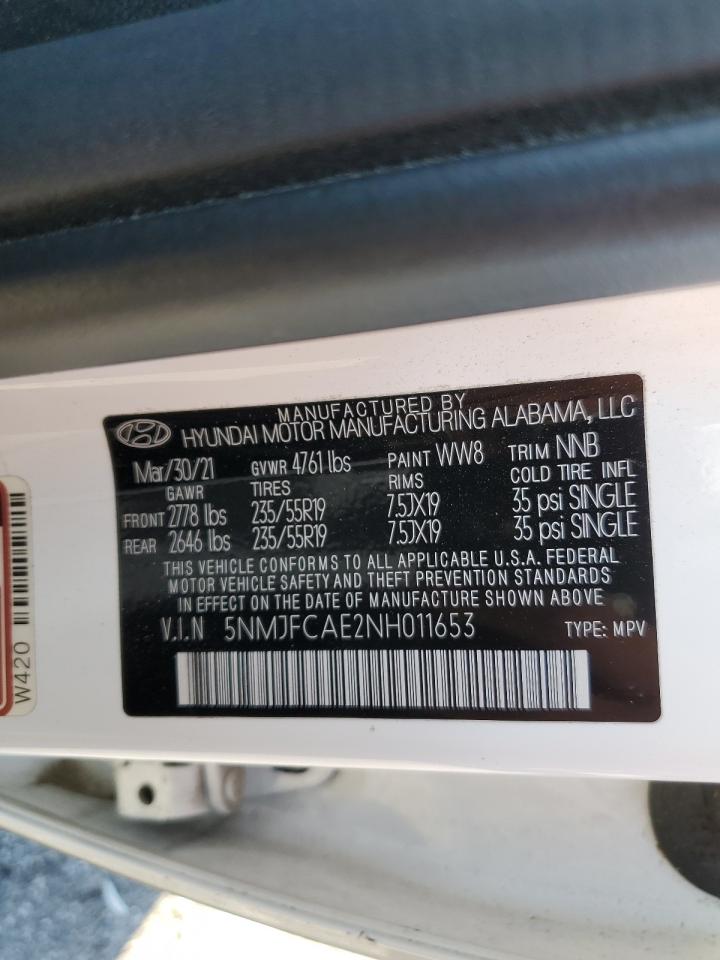 MANUFACTURED BY
HYUNDAI MOTOR MANUFACTURING ALABAMA, LLC
Mar/30/21 GVWR 4761 lbs PAINT WW8 TRIM NNB
GAWR TIRES RIMS COLD TIRE INFL
FRONT 2778 lbs 235/55R19 7.5JX19 35 psi SINGLE
REAR 2646 lbs 235/55R19 7.5JX19 35 psi SINGLE
THIS VEHICLE CONFORMS TO ALL APPLICABLE U.S.A. FEDERAL
MOTOR VEHICLE SAFETY AND THEFT PREVENTION STANDARDS
IN EFFECT ON THE DATE OF MANUFACTURE SHOWN ABOVE
V.I.N 5NMJFCAE2NH011653 TYPE: MPV
W420